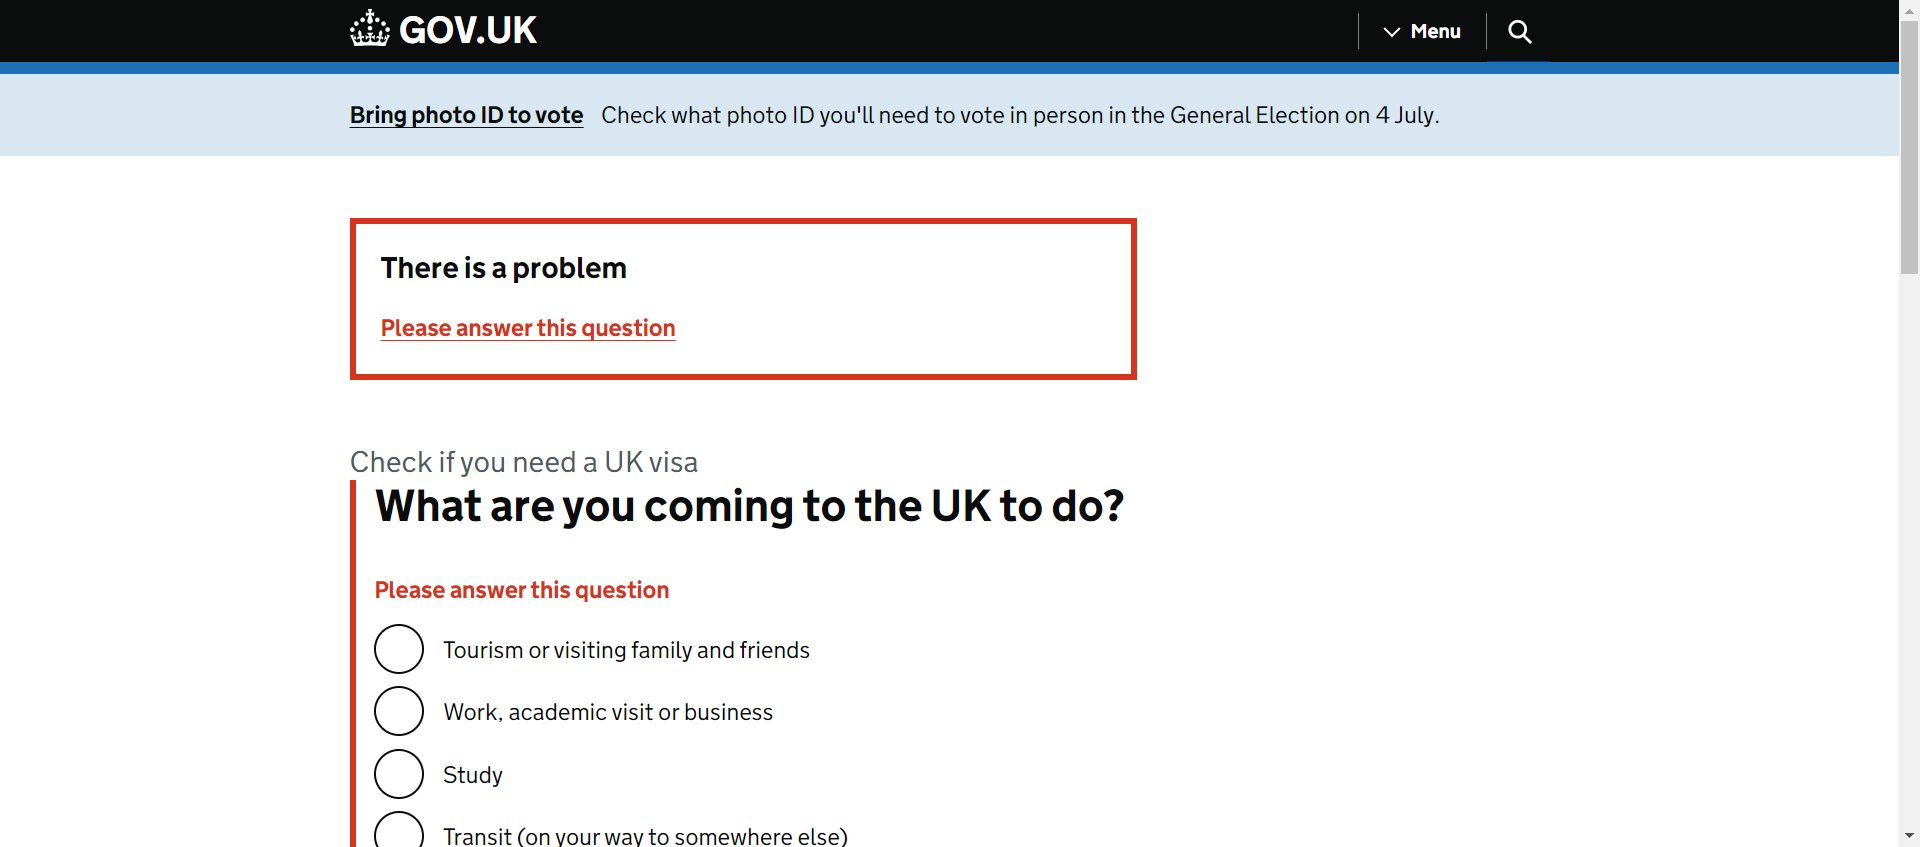 GOV.UK
Menu
Bring photo ID to vote Check what photo ID you'll need to vote in person in the General Election on 4 July.
There is a problem
Please answer this question
Check if you need a UK visa
What are you coming to the UK to do?
Please answer this question
Tourism or visiting family and friends
Work, academic visit or business
Study
Transit (on your way to somewhere else)